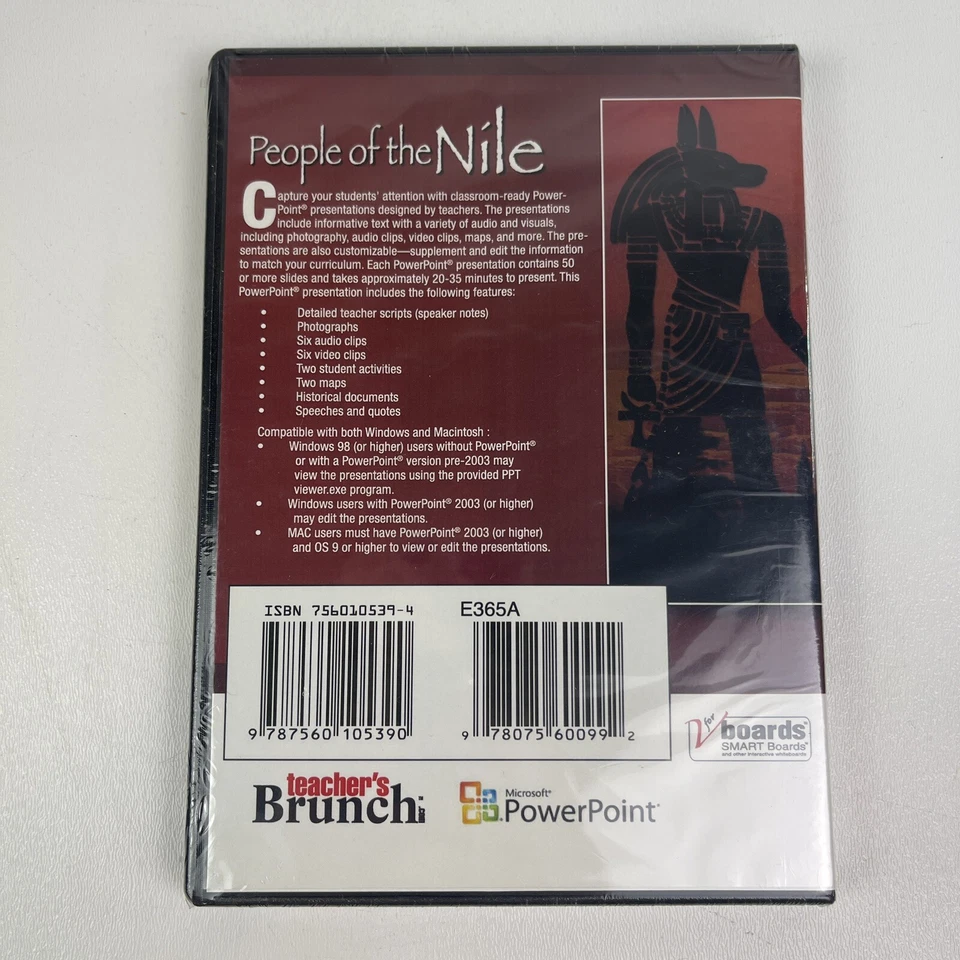 People of the Nile
Capture your students' attention with classroom-ready Power-
Point® presentations designed by teachers. The presentations
include informative text with a variety of audio and visuals,
including photography, audio clips, video clips, maps, and more. The pre-
sentations are also customizable—supplement and edit the information
to match your curriculum. Each PowerPoint® presentation contains 50
or more slides and takes approximately 20-35 minutes to present. This
PowerPoint® presentation includes the following features:
• Detailed teacher scripts (speaker notes)
• Photographs
• Six audio clips
• Six video clips
• Two student activities
• Two maps
• Historical documents
• Speeches and quotes
Compatible with both Windows and Macintosh :
• Windows 98 (or higher) users without PowerPoint®
or with a PowerPoint® version pre-2003 may
view the presentations using the provided PPT
viewer.exe program.
• Windows users with PowerPoint® 2003 (or higher)
may edit the presentations.
• MAC users must have PowerPoint® 2003 (or higher)
and OS 9 or higher to view or edit the presentations.
ISBN 756010539-4
9 787560 105390
E365A
9 78075 60099 2
for boards™
SMART Boards™
and other interactive whiteboards
teacher's
Brunch
Microsoft®
PowerPoint